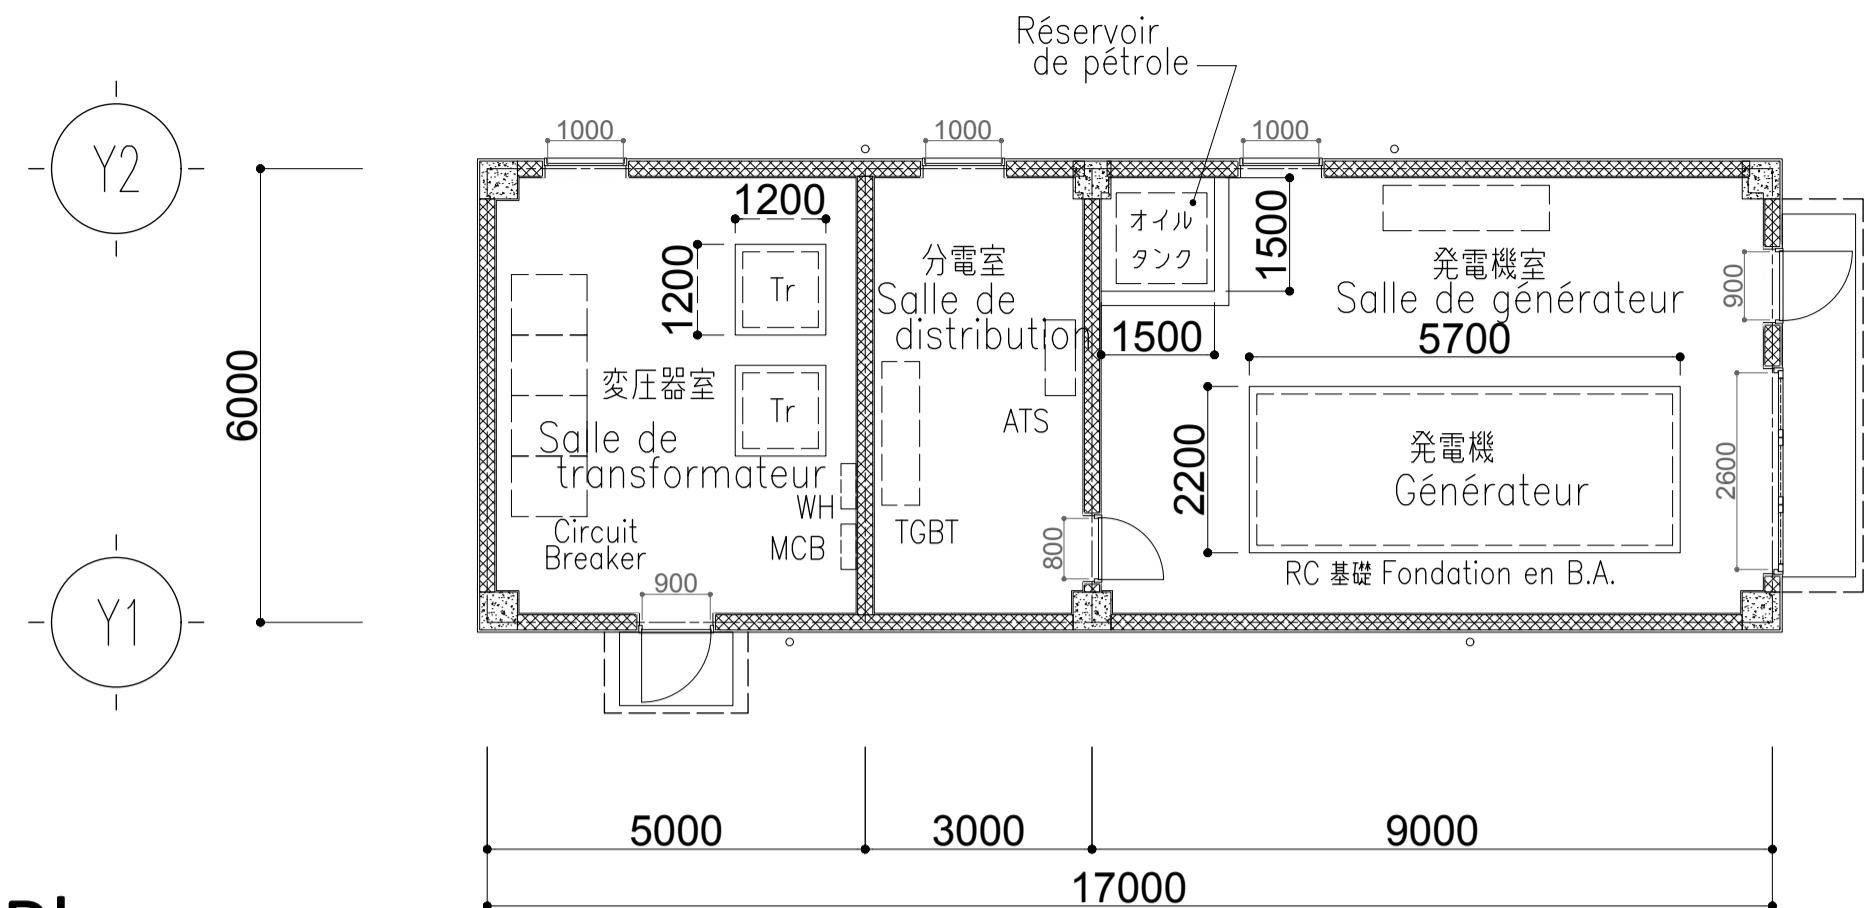 Réservoir
de pétrole
Y2
1000
1000
1000
1200
1200
Tr
オイル
タンク
1500
1500
分電室
Salle de
distribution
発電機室
Salle de générateur
900
5700
6000
変圧器室
Salle de
transformateur
Tr
ATS
2200
発電機
Générateur
2600
WH
MCB
TGBT
Circuit
Breaker
800
RC 基礎 Fondation en B.A.
900
Y1
5000
3000
9000
17000